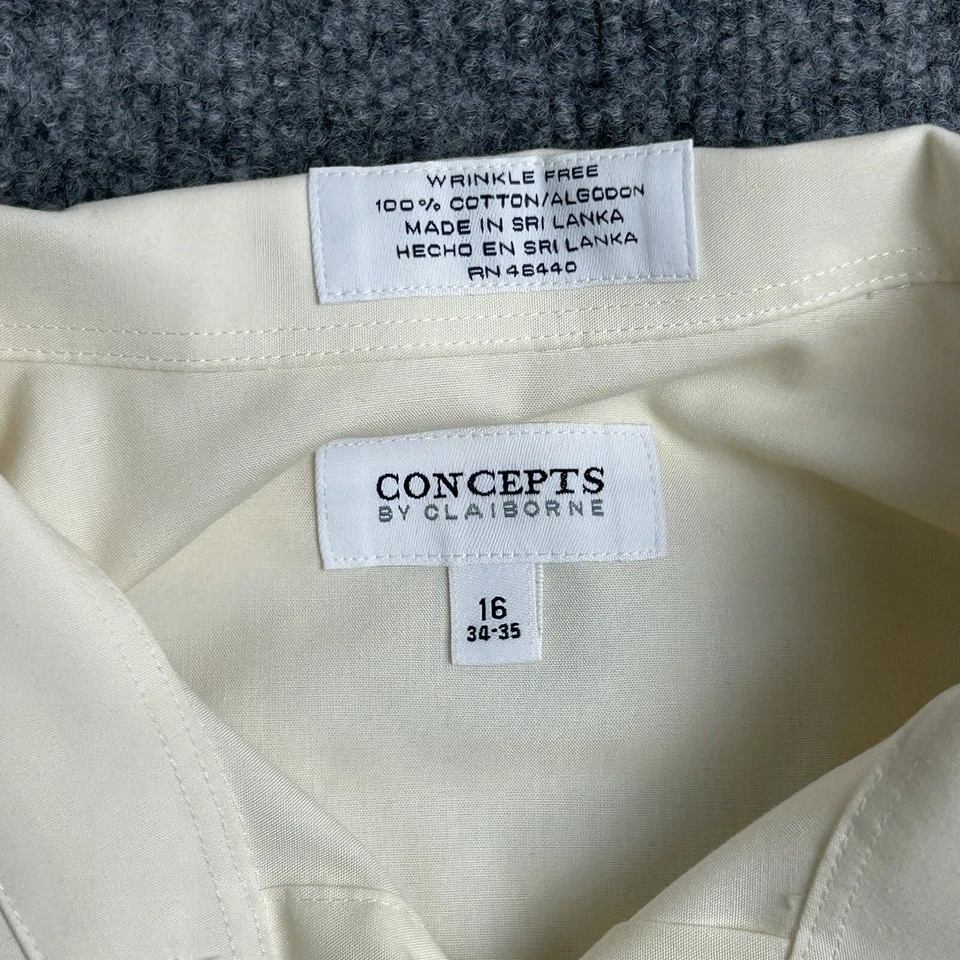 WRINKLE FREE
100% COTTON/ALGODON
MADE IN SRI LANKA
HECHO EN SRI LANKA
RN 46440
CONCEPTS
BY CLAIBORNE
16
34-35